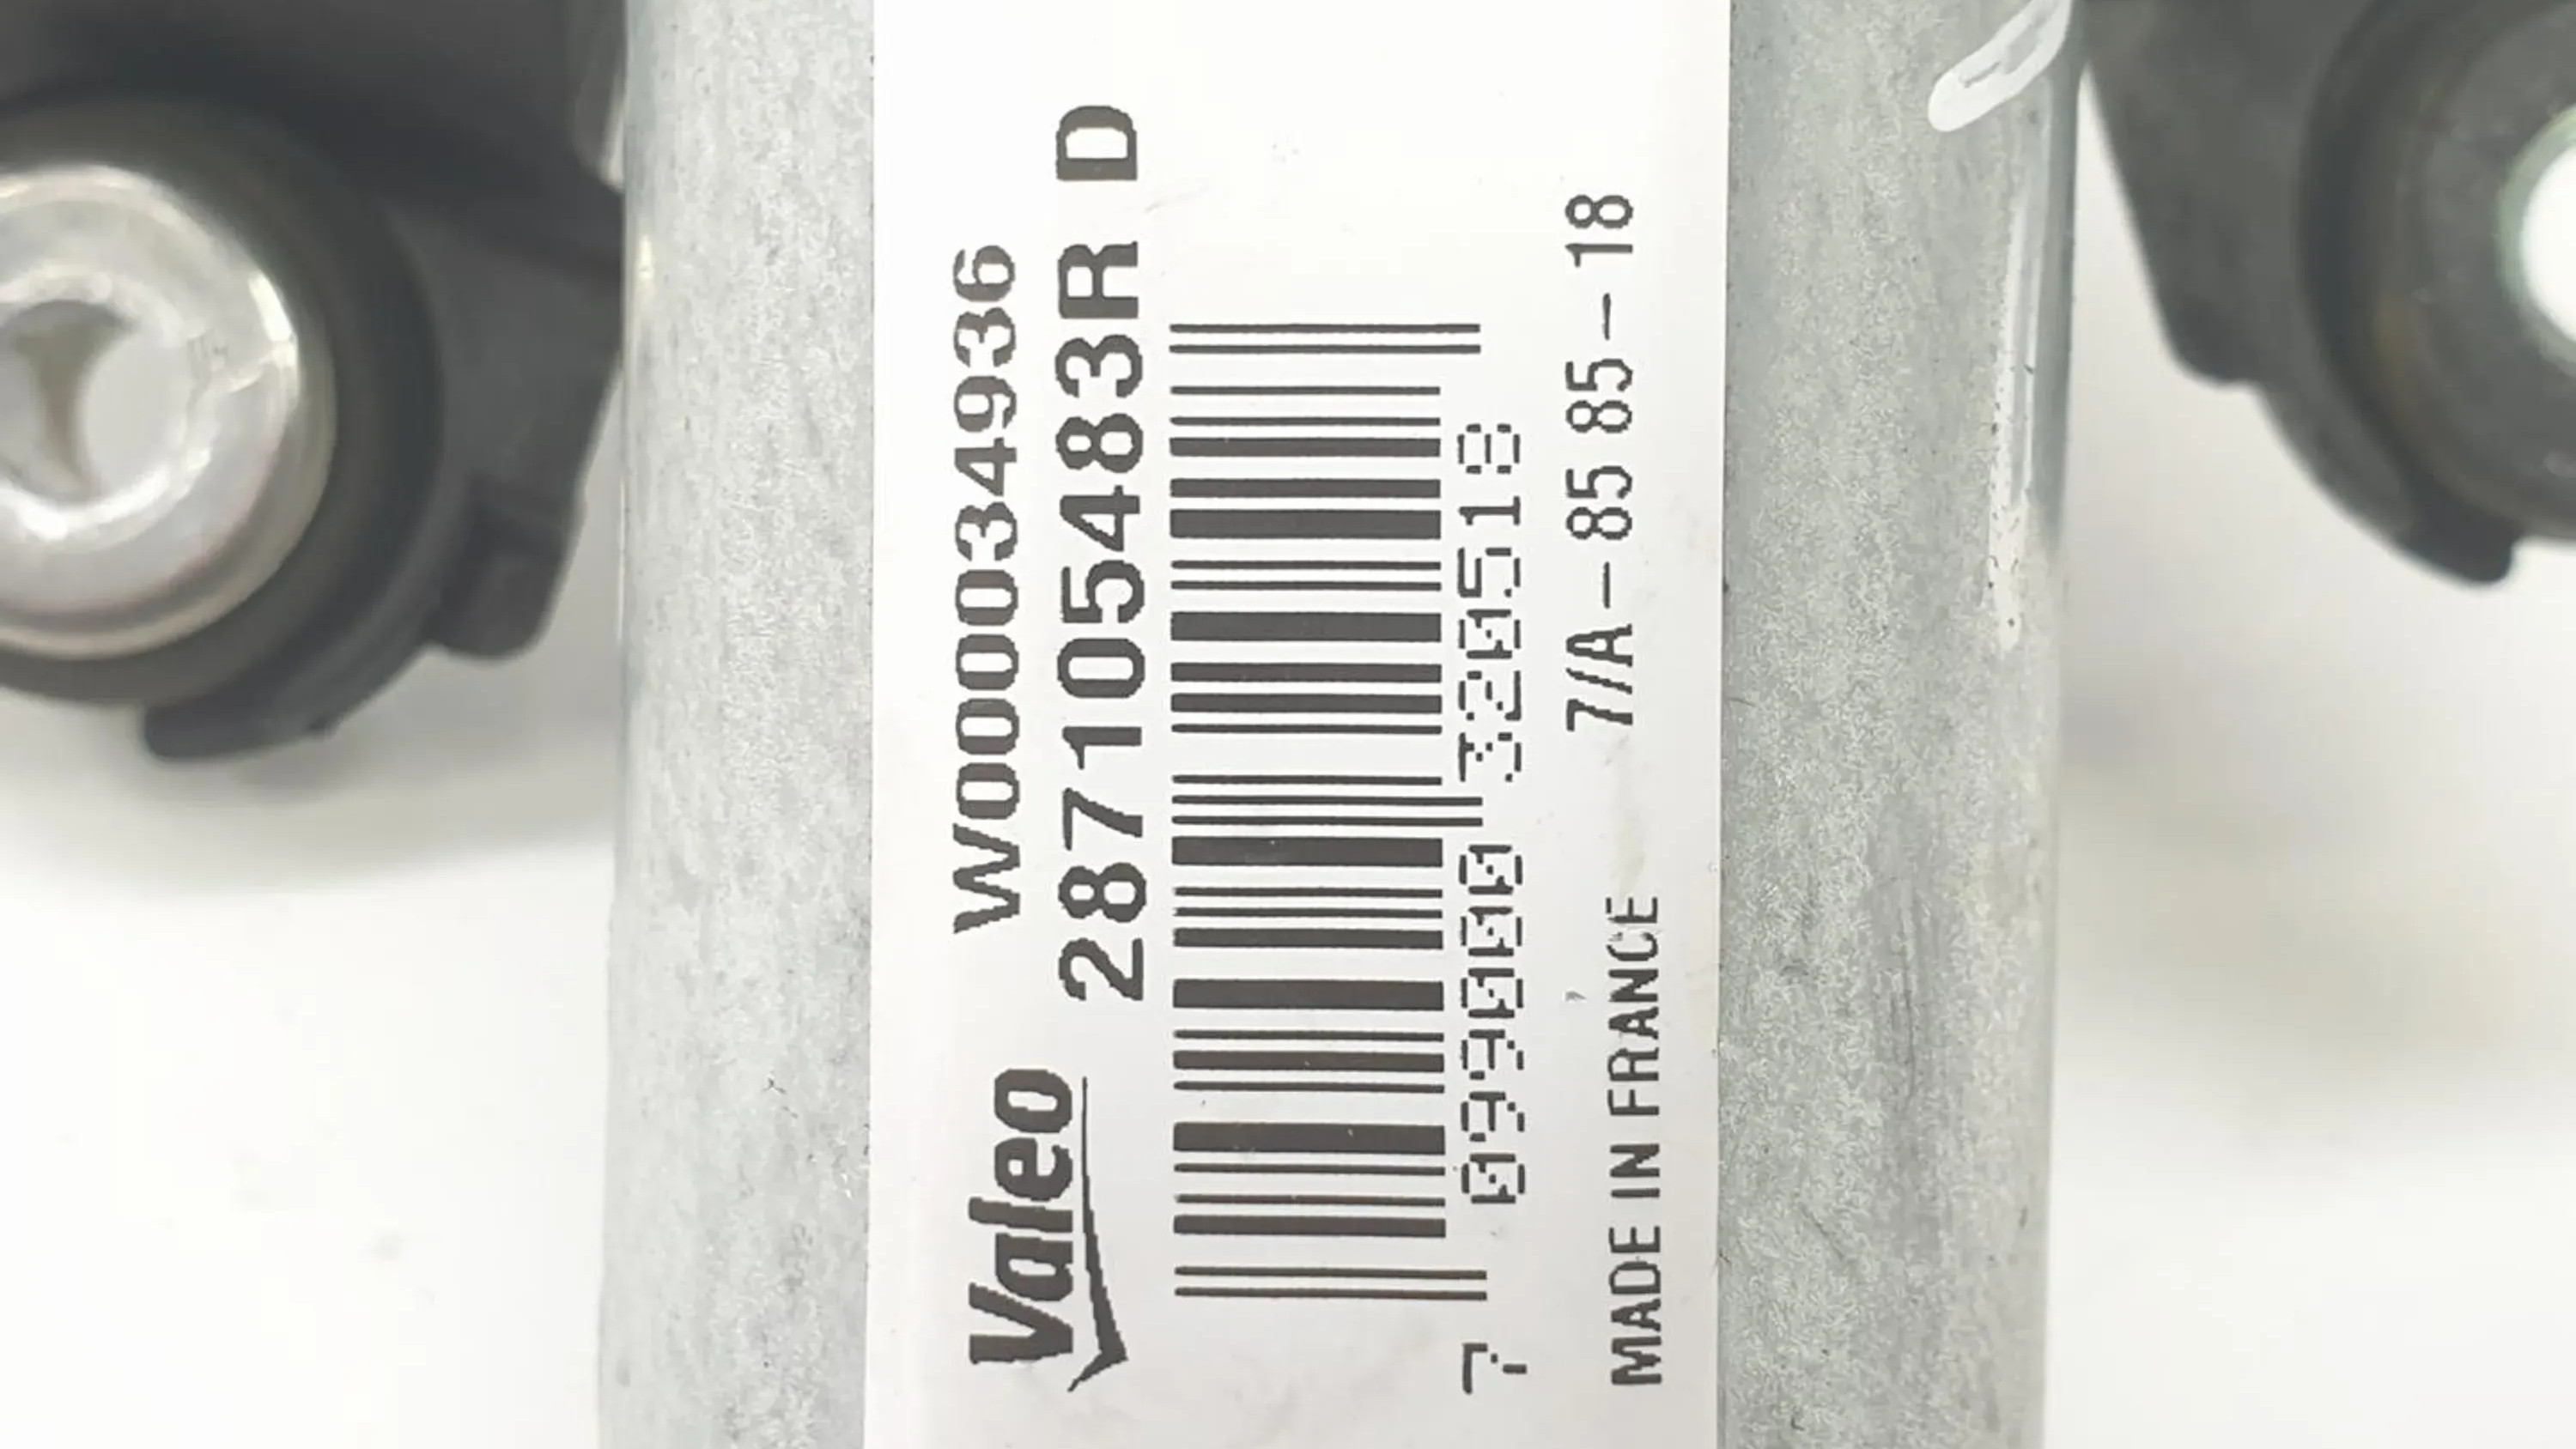 W000034936
Valeo 287105483R D
7 099000 320518
7/A-85 85-18
MADE IN FRANCE